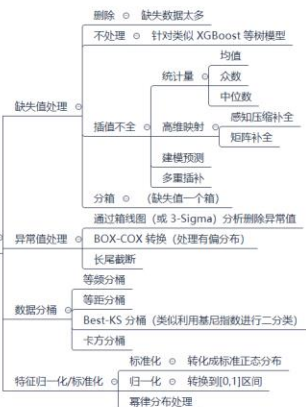 删除
缺失数据太多
不处理
针对类似 XGBoost 等树模型
均值
统计量
众数
中位数
缺失值处理
感知压缩补全
插值不全
高维映射
矩阵补全
建模预测
多重插补
分箱
（缺失值一个箱）
通过箱线图（或 3-Sigma）分析删除异常值
异常值处理
BOX-COX 转换（处理有偏分布）
长尾截断
等频分桶
等距分桶
数据分桶
Best-KS 分桶（类似利用基尼指数进行二分类）
卡方分桶
标准化
转化成标准正态分布
特征归一化/标准化
归一化
转换到[0,1]区间
幂律分布处理